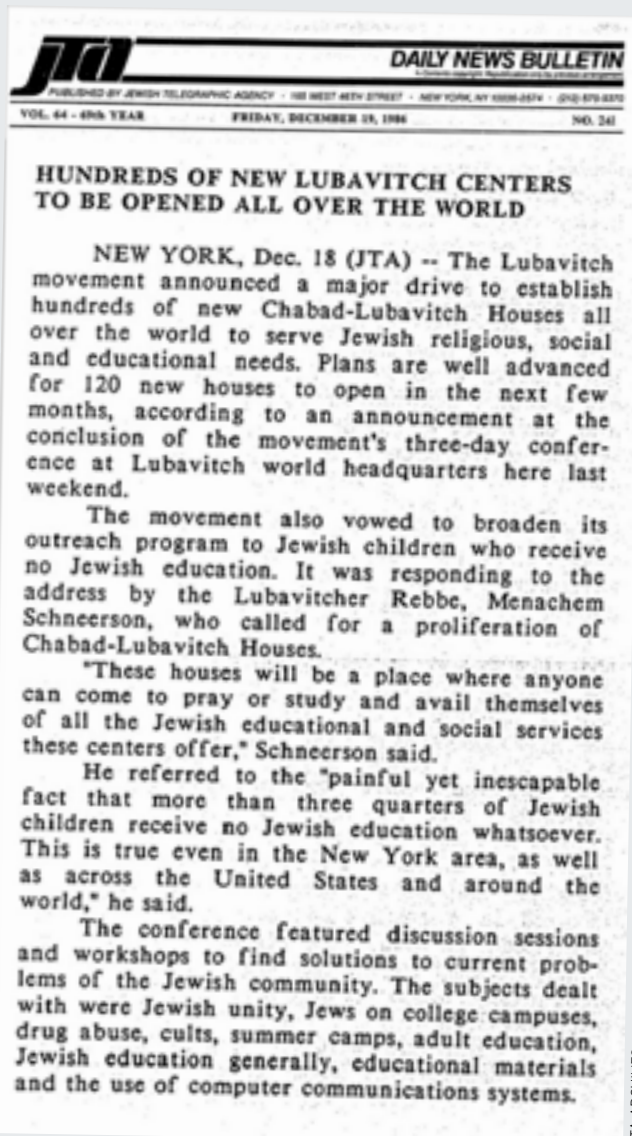 jta
DAILY NEWS BULLETIN
PUBLISHED BY JEWISH TELEGRAPHIC AGENCY · 165 WEST 46TH STREET · NEW YORK, NY 10036-2574 · (212) 575-9370
VOL. 64 - 69th YEAR FRIDAY, DECEMBER 19, 1986 NO. 241
HUNDREDS OF NEW LUBAVITCH CENTERS
TO BE OPENED ALL OVER THE WORLD
NEW YORK, Dec. 18 (JTA) -- The Lubavitch
movement announced a major drive to establish
hundreds of new Chabad-Lubavitch Houses all
over the world to serve Jewish religious, social
and educational needs. Plans are well advanced
for 120 new houses to open in the next few
months, according to an announcement at the
conclusion of the movement's three-day confer-
ence at Lubavitch world headquarters here last
weekend.
The movement also vowed to broaden its
outreach program to Jewish children who receive
no Jewish education. It was responding to the
address by the Lubavitcher Rebbe, Menachem
Schneerson, who called for a proliferation of
Chabad-Lubavitch Houses.
"These houses will be a place where anyone
can come to pray or study and avail themselves
of all the Jewish educational and social services
these centers offer," Schneerson said.
He referred to the "painful yet inescapable
fact that more than three quarters of Jewish
children receive no Jewish education whatsoever.
This is true even in the New York area, as well
as across the United States and around the
world," he said.
The conference featured discussion sessions
and workshops to find solutions to current prob-
lems of the Jewish community. The subjects dealt
with were Jewish unity, Jews on college campuses,
drug abuse, cults, summer camps, adult education,
Jewish education generally, educational materials
and the use of computer communications systems.